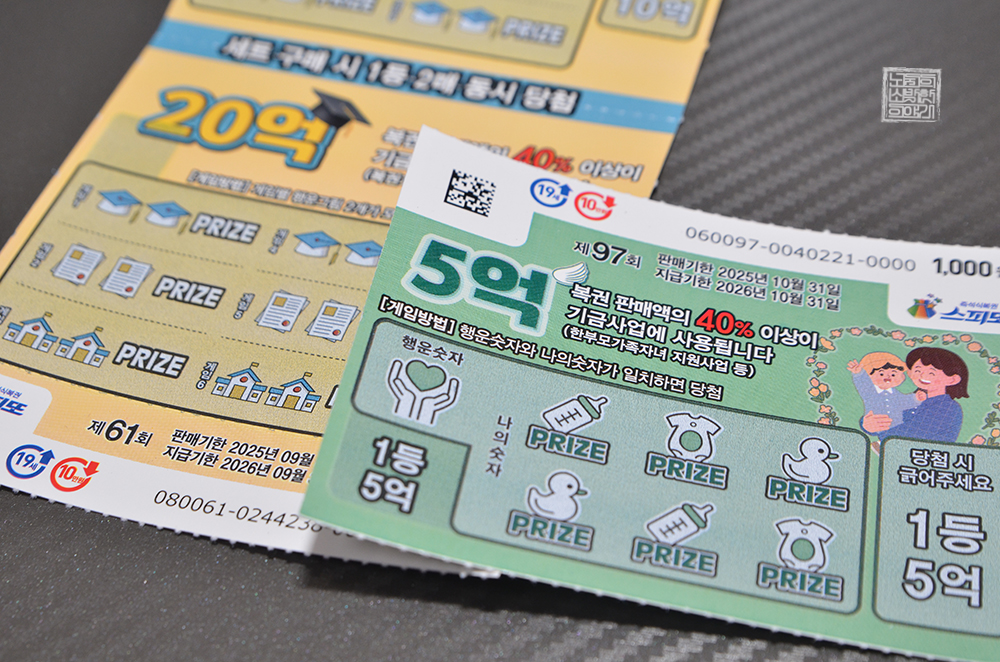 PRIZE
10억
세트 구매 시 1등 2매 동시 당첨
20억
40% 이상이
PRIZE
PRIZE
PRIZE
제61회
판매기한 2025년 09월
지급기한 2026년 09월
19세
10만원
19세
10만원
060097-0040221-0000
1,000
5억
제97회
판매기한 2025년 10월 31일
지급기한 2026년 10월 31일
복권 판매액의 40% 이상이
기금사업에 사용됩니다
(한부모가족자녀 지원사업 등)
[게임방법] 행운숫자와 나의숫자가 일치하면 당첨
행운숫자
1등
5억
나의숫자
PRIZE
PRIZE
PRIZE
PRIZE
PRIZE
PRIZE
당첨 시
긁어주세요
1등
5억